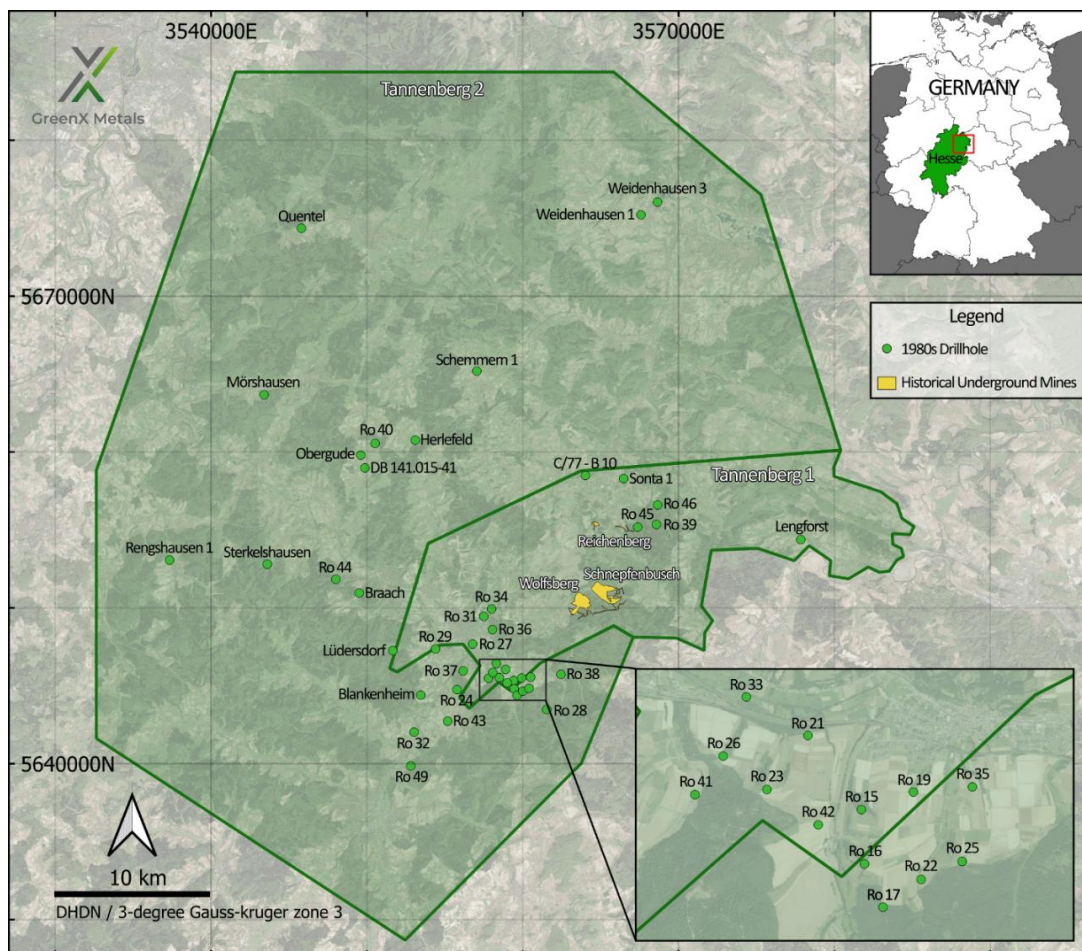 3540000E
3570000E
GreenX Metals
Tannenberg 2
GERMANY
Hesse
Weidenhausen 3
Weidenhausen 1
Quentel
5670000N
Legend
1980s Drillhole
Historical Underground Mines
Schemmern 1
Mörshausen
Ro 40
Herlefeld
Obergude
DB 141.015-41
C/77 - B 10
Sonta 1
Tannenberg 1
Ro 46
Ro 45
Ro 39
Reichenberg
Lengforst
Rengshausen 1
Sterkelshausen
Ro 44
Braach
Schnepfenbusch
Wolfsberg
Ro 34
Ro 31
Ro 36
Ro 29
Ro 27
Lüdersdorf
Ro 37
Ro 38
Ro 24
Blankenheim
Ro 28
Ro 43
Ro 32
5640000N
Ro 49
Ro 33
Ro 21
Ro 26
Ro 23
Ro 41
Ro 19
Ro 35
Ro 15
Ro 42
Ro 16
Ro 25
Ro 22
Ro 17
10 km
DHDN / 3-degree Gauss-kruger zone 3